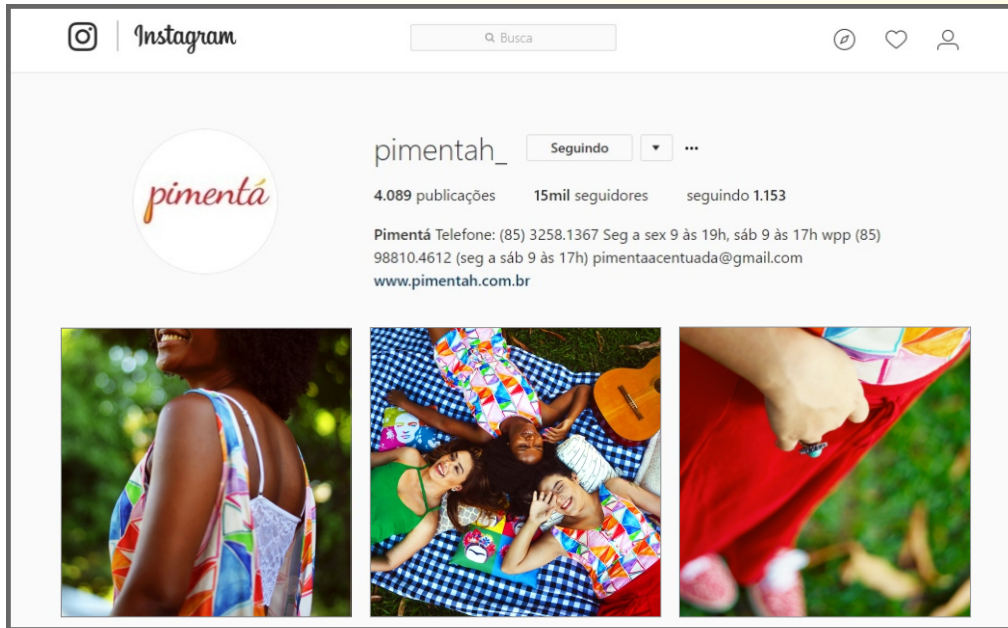 Instagram
Busca
pimentá
pimentah_ Seguindo
4.089 publicações 15mil seguidores seguindo 1.153
Pimentá Telefone: (85) 3258.1367 Seg a sex 9 às 19h, sáb 9 às 17h wpp (85)
98810.4612 (seg a sáb 9 às 17h) pimentaacentuada@gmail.com
www.pimentah.com.br